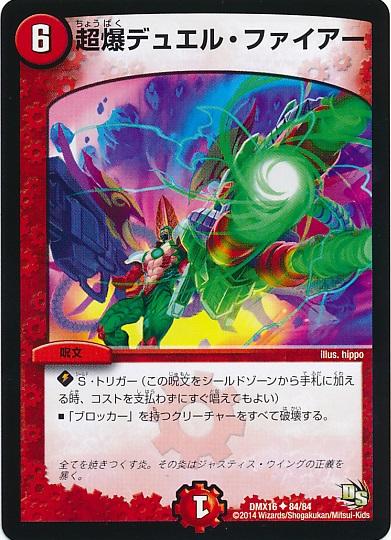 6
ちょうばく
超爆デュエル・ファイアー
呪文
illus. hippo
S・トリガー（この呪文をシールドゾーンから手札に加え
る時、コストを支払わずにすぐ唱えてもよい）
■「ブロッカー」を持つクリーチャーをすべて破壊する。
全てを焼きつくす炎。その炎はジャスティス・ウイングの正義を
暴く。
1
DMX16 ◆ 84/84
©2014 Wizards/Shogakukan/Mitsui-Kids
DS